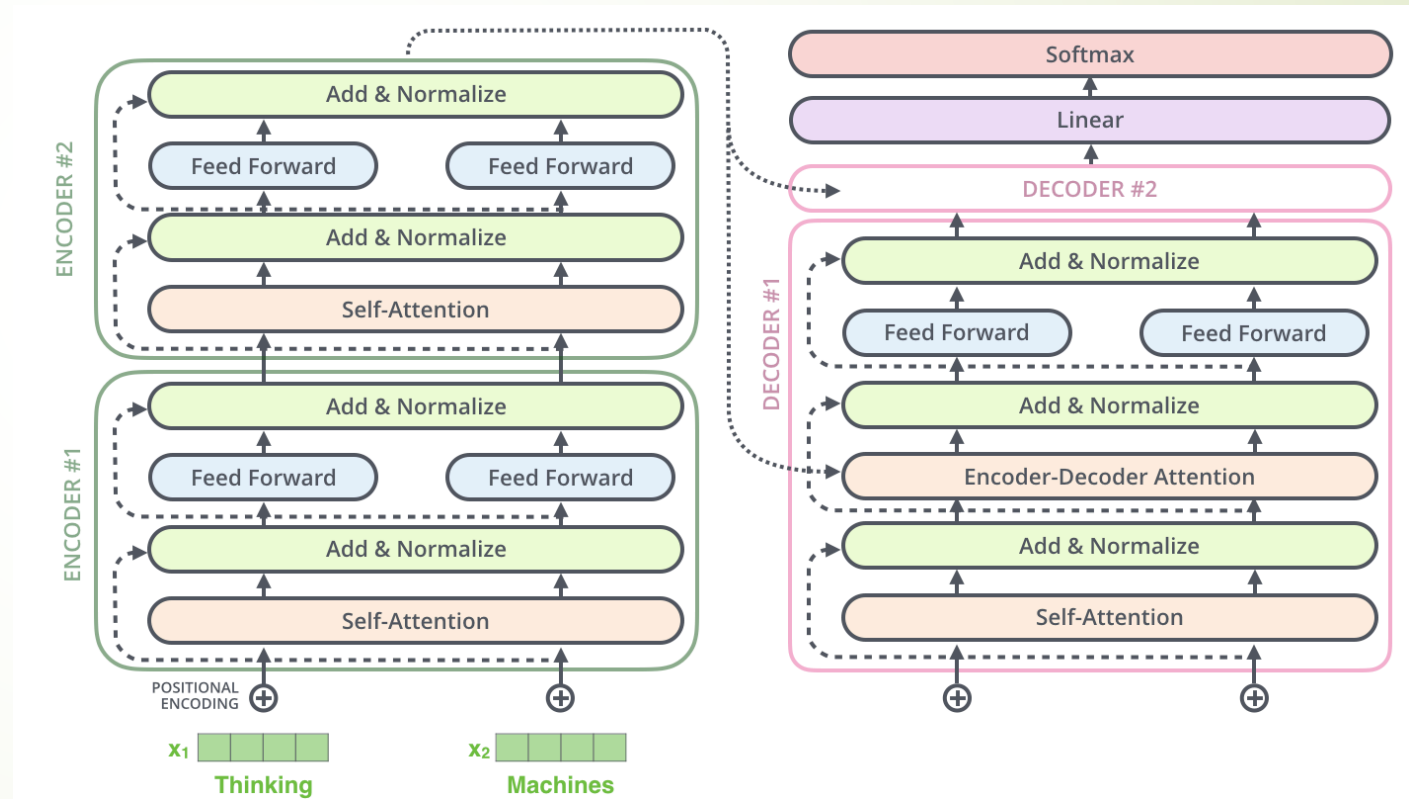 ENCODER #2
Add & Normalize
Feed Forward
Feed Forward
Add & Normalize
Self-Attention
ENCODER #1
Add & Normalize
Feed Forward
Feed Forward
Add & Normalize
Self-Attention
POSITIONAL
ENCODING
x₁
x₂
Thinking
Machines
Softmax
Linear
DECODER #2
DECODER #1
Add & Normalize
Feed Forward
Feed Forward
Add & Normalize
Encoder-Decoder Attention
Add & Normalize
Self-Attention